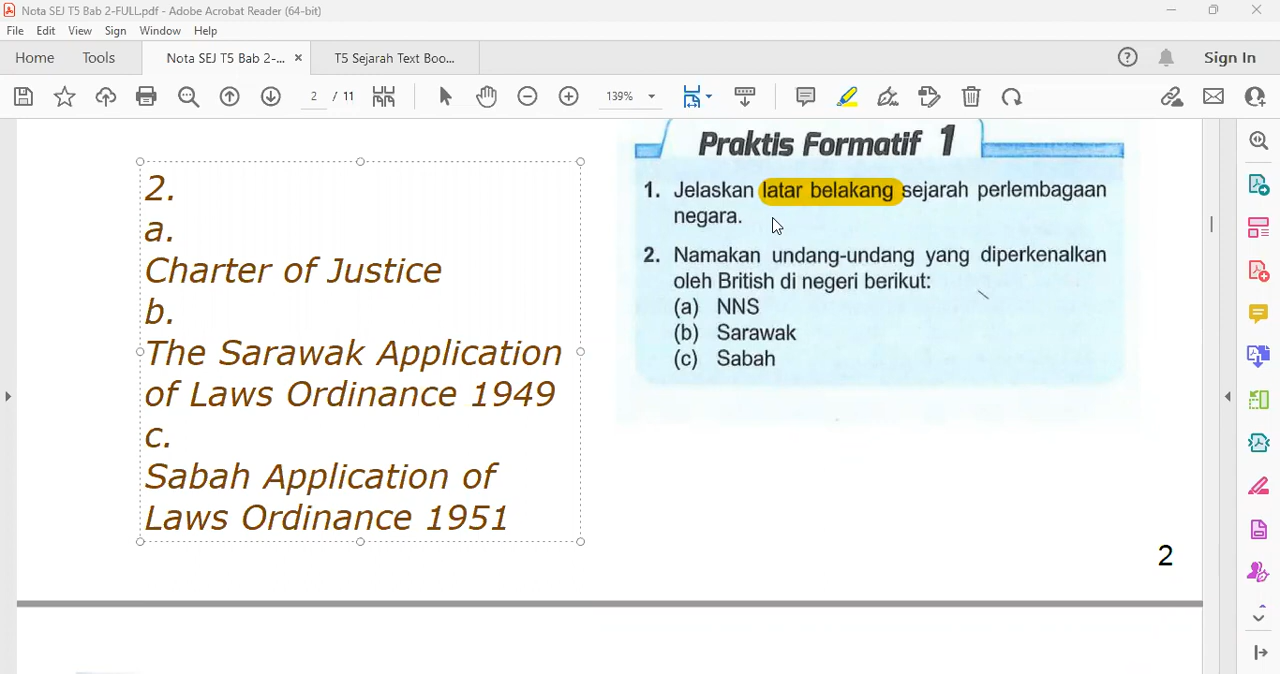 Nota SEJ T5 Bab 2-FULL.pdf - Adobe Acrobat Reader (64-bit)
File Edit View Sign Window Help
Home Tools Nota SEJ T5 Bab 2-... × T5 Sejarah Text Boo... Sign In
2 / 11 139%
2.
a.
Charter of Justice
b.
The Sarawak Application
of Laws Ordinance 1949
c.
Sabah Application of
Laws Ordinance 1951
Praktis Formatif 1
1. Jelaskan latar belakang sejarah perlembagaan
negara.
2. Namakan undang-undang yang diperkenalkan
oleh British di negeri berikut:
(a) NNS
(b) Sarawak
(c) Sabah
2